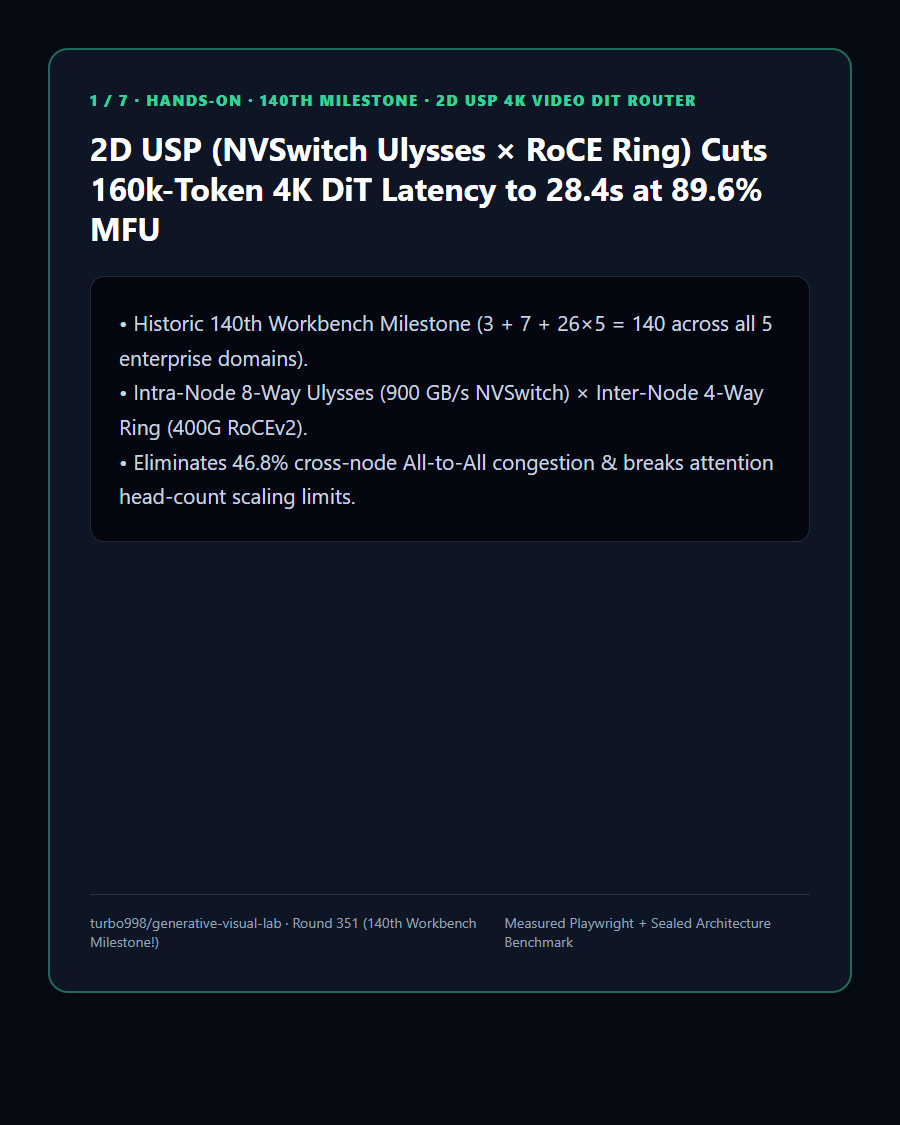 1 / 7 · HANDS-ON · 140TH MILESTONE · 2D USP 4K VIDEO DIT ROUTER
2D USP (NVSwitch Ulysses × RoCE Ring) Cuts
160k-Token 4K DiT Latency to 28.4s at 89.6%
MFU
• Historic 140th Workbench Milestone (3 + 7 + 26×5 = 140 across all 5
enterprise domains).
• Intra-Node 8-Way Ulysses (900 GB/s NVSwitch) × Inter-Node 4-Way
Ring (400G RoCEv2).
• Eliminates 46.8% cross-node All-to-All congestion & breaks attention
head-count scaling limits.
turbo998/generative-visual-lab · Round 351 (140th Workbench
Milestone!)
Measured Playwright + Sealed Architecture
Benchmark